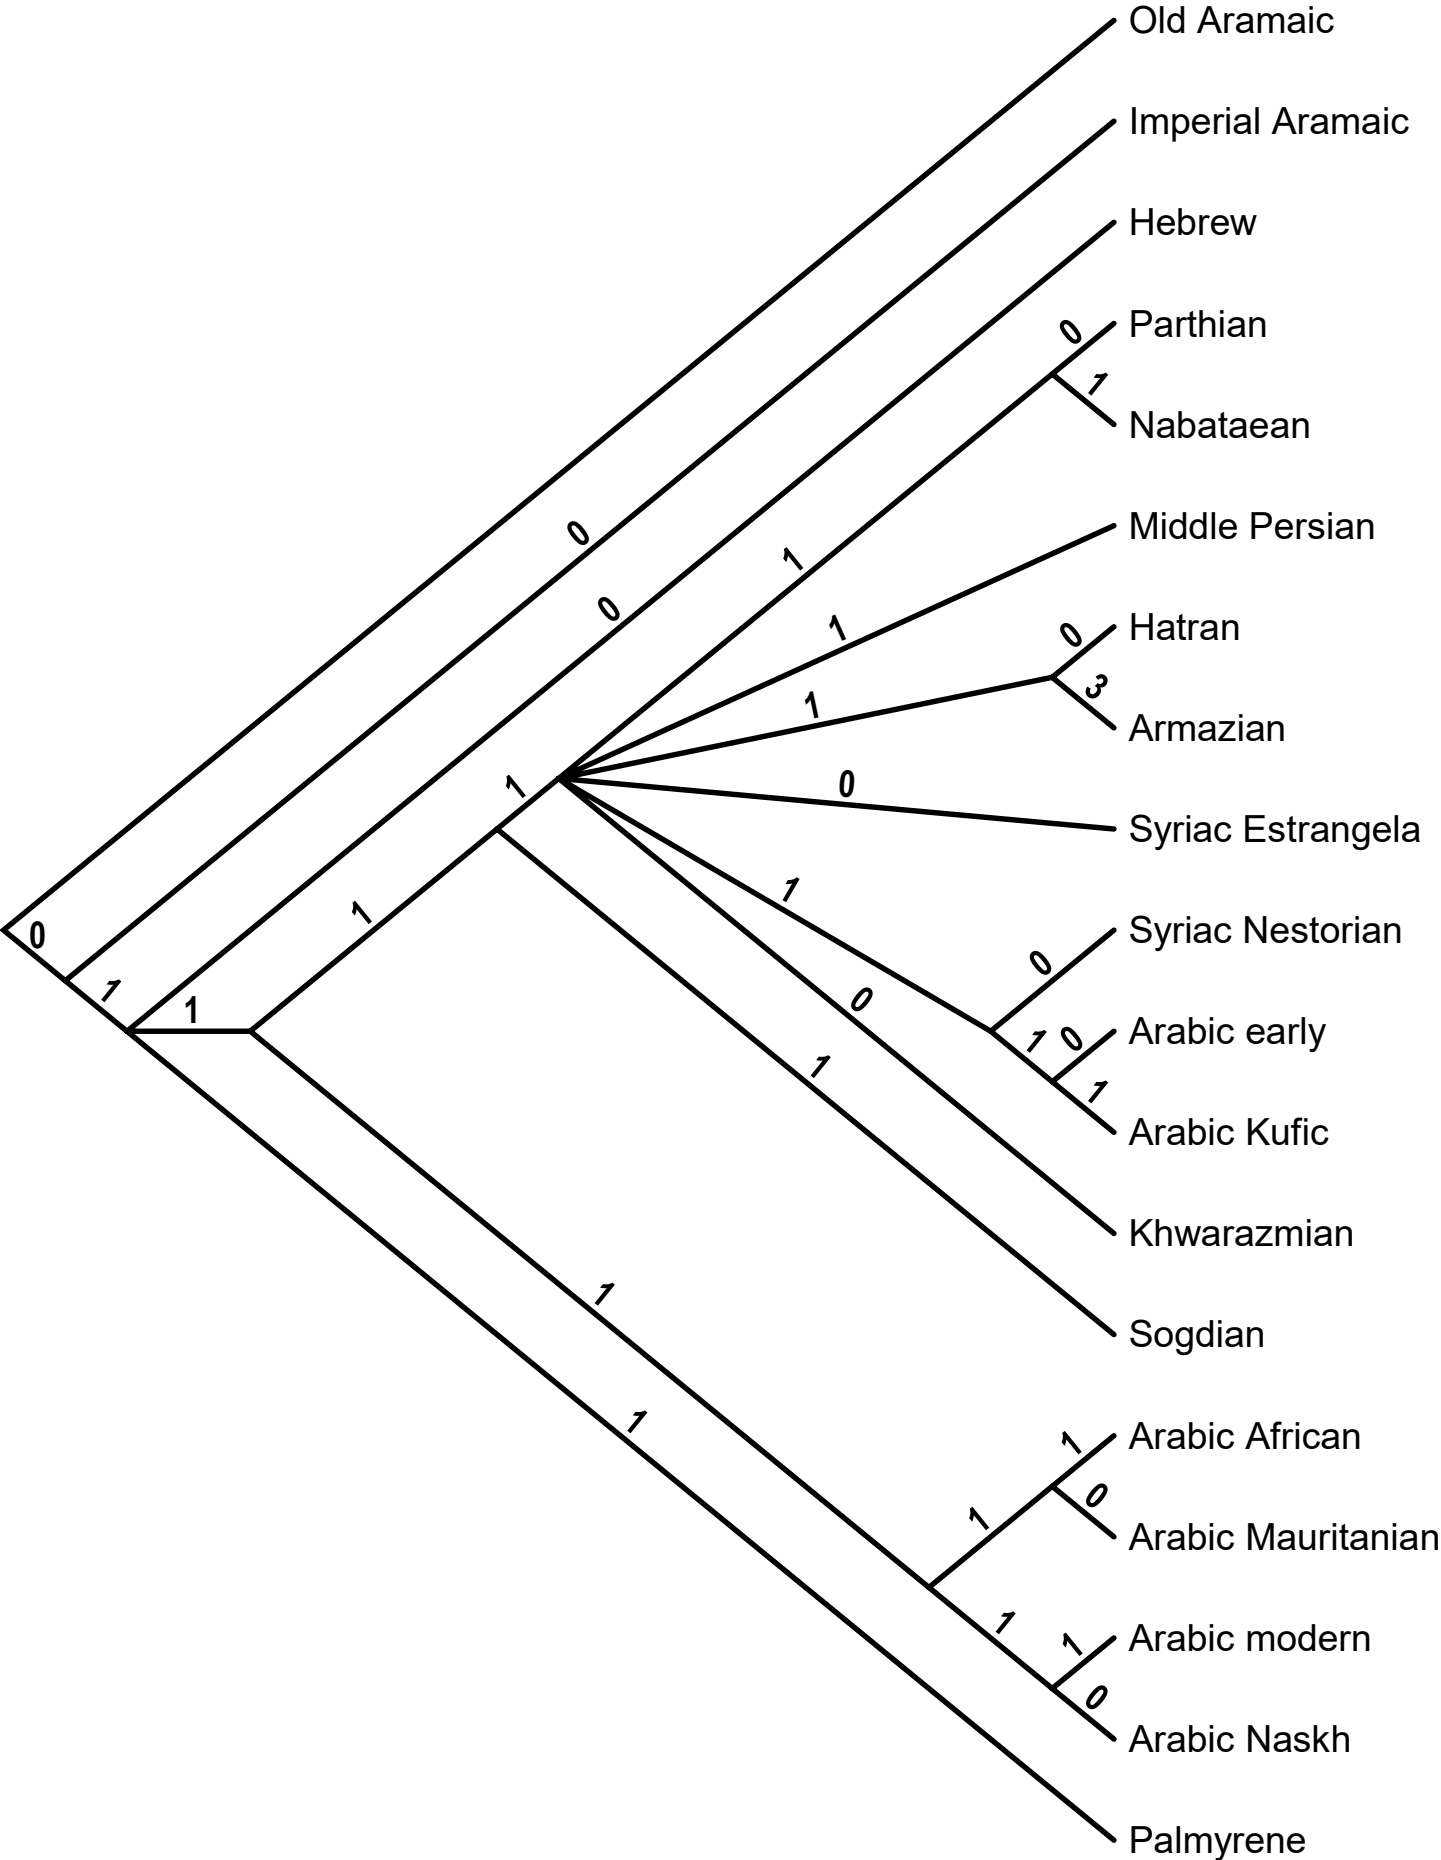 Old Aramaic
Imperial Aramaic
Hebrew
0
Parthian
1
Nabataean
0
Middle Persian
1
0
1
0
Hatran
3
1
Armazian
1
0
Syriac Estrangela
1
1
0
Syriac Nestorian
0
1
0
1
1
0
Arabic early
1
1
Arabic Kufic
Khwarazmian
1
Sogdian
1
1
Arabic African
0
1
Arabic Mauritanian
1
1
Arabic modern
0
Arabic Naskh
Palmyrene